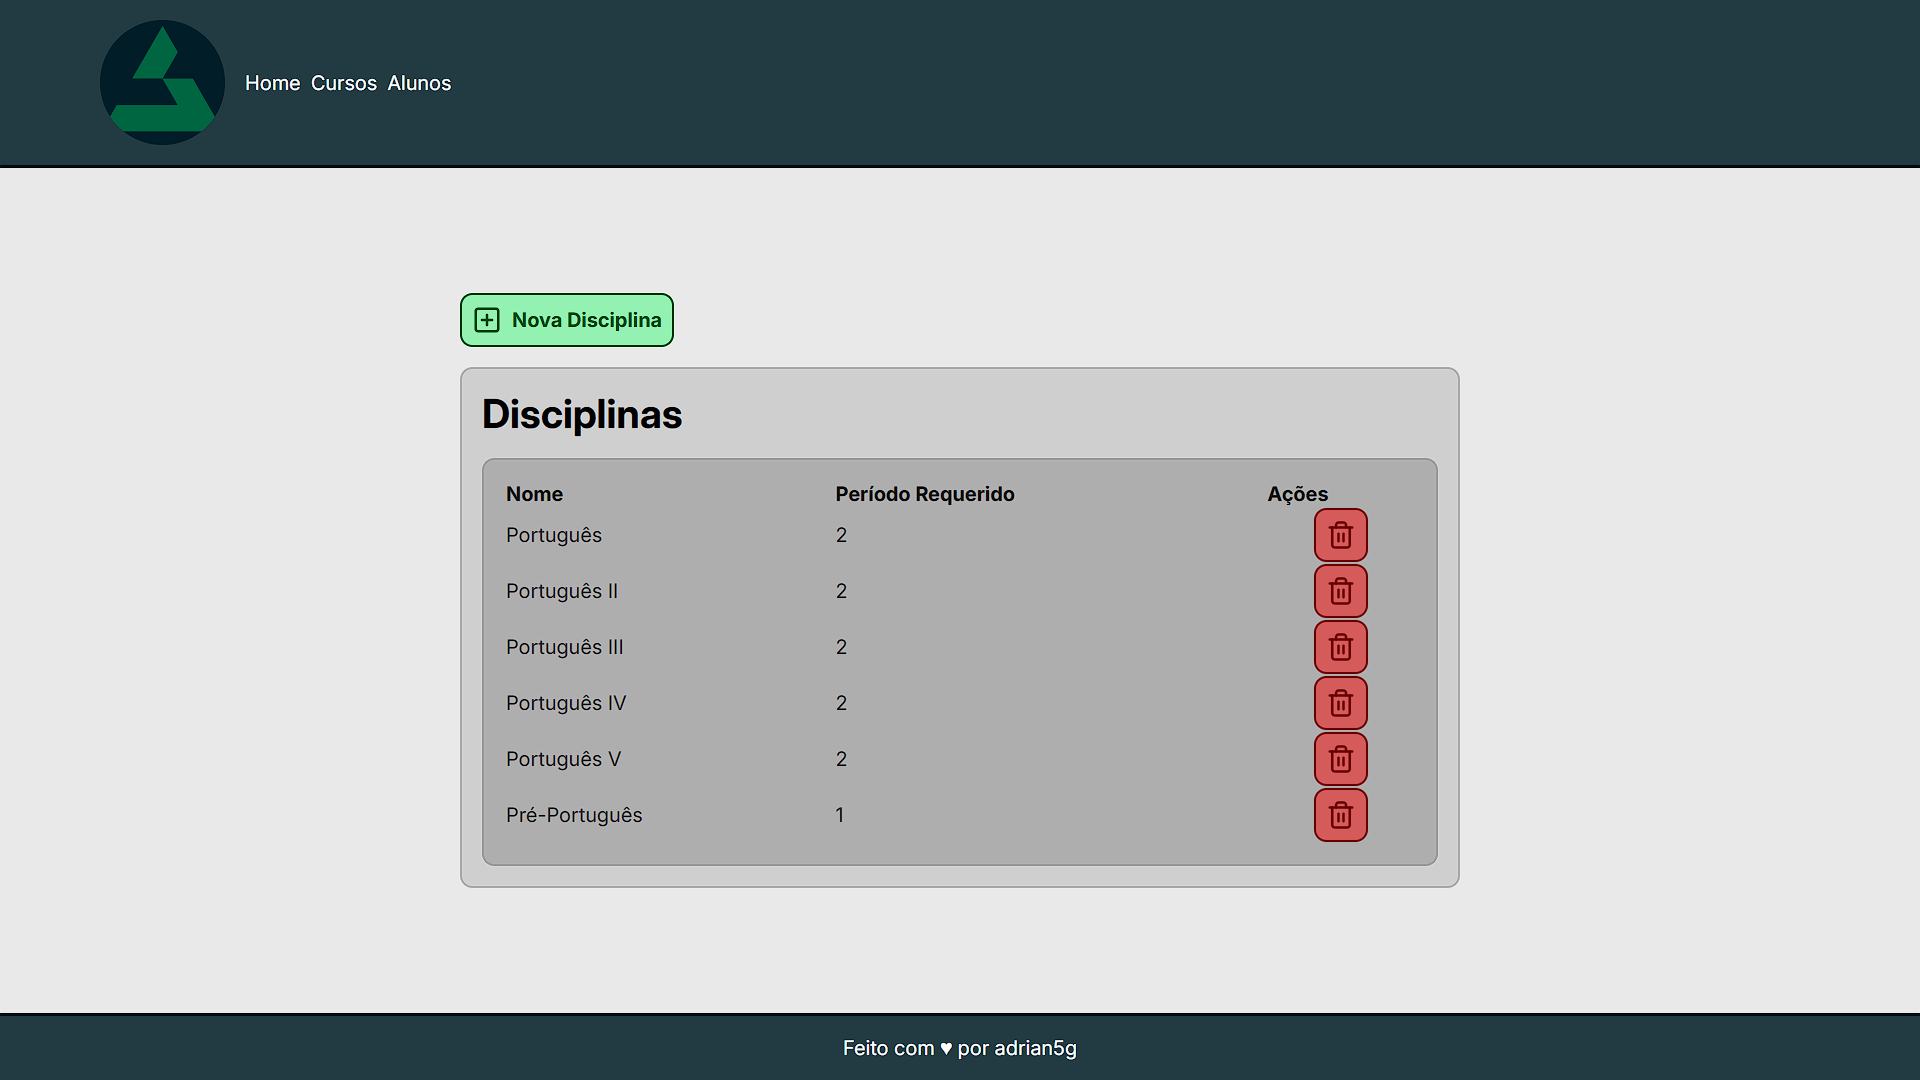 Home Cursos Alunos
Nova Disciplina
Disciplinas
Nome Período Requerido Ações
Português 2
Português II 2
Português III 2
Português IV 2
Português V 2
Pré-Português 1
Feito com ♥ por adrian5g